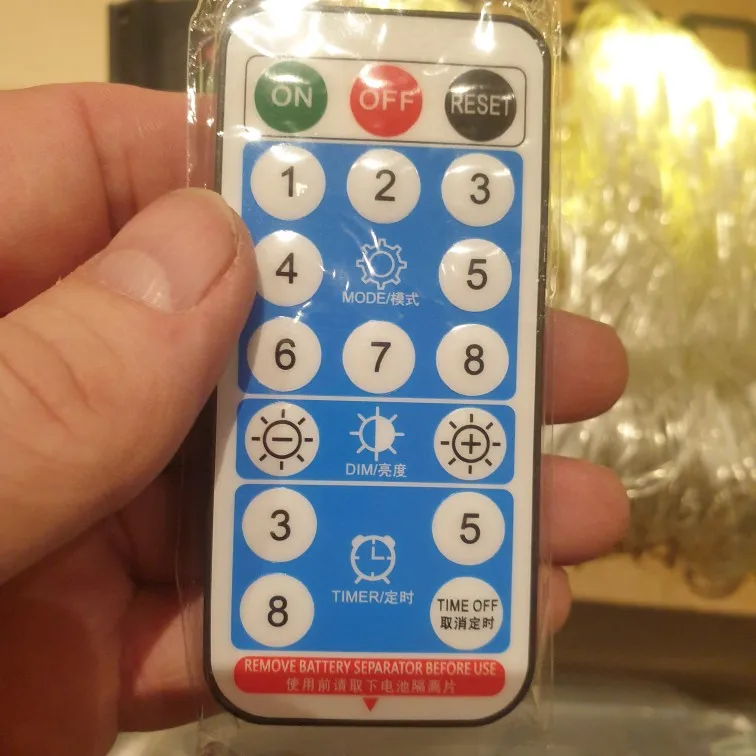 ON OFF RESET
1 2 3
4 5
MODE/模式
6 7 8
DIM/亮度
3 5
TIMER/定时
8 TIME OFF
取消定时
REMOVE BATTERY SEPARATOR BEFORE USE
使用前请取下电池隔离片